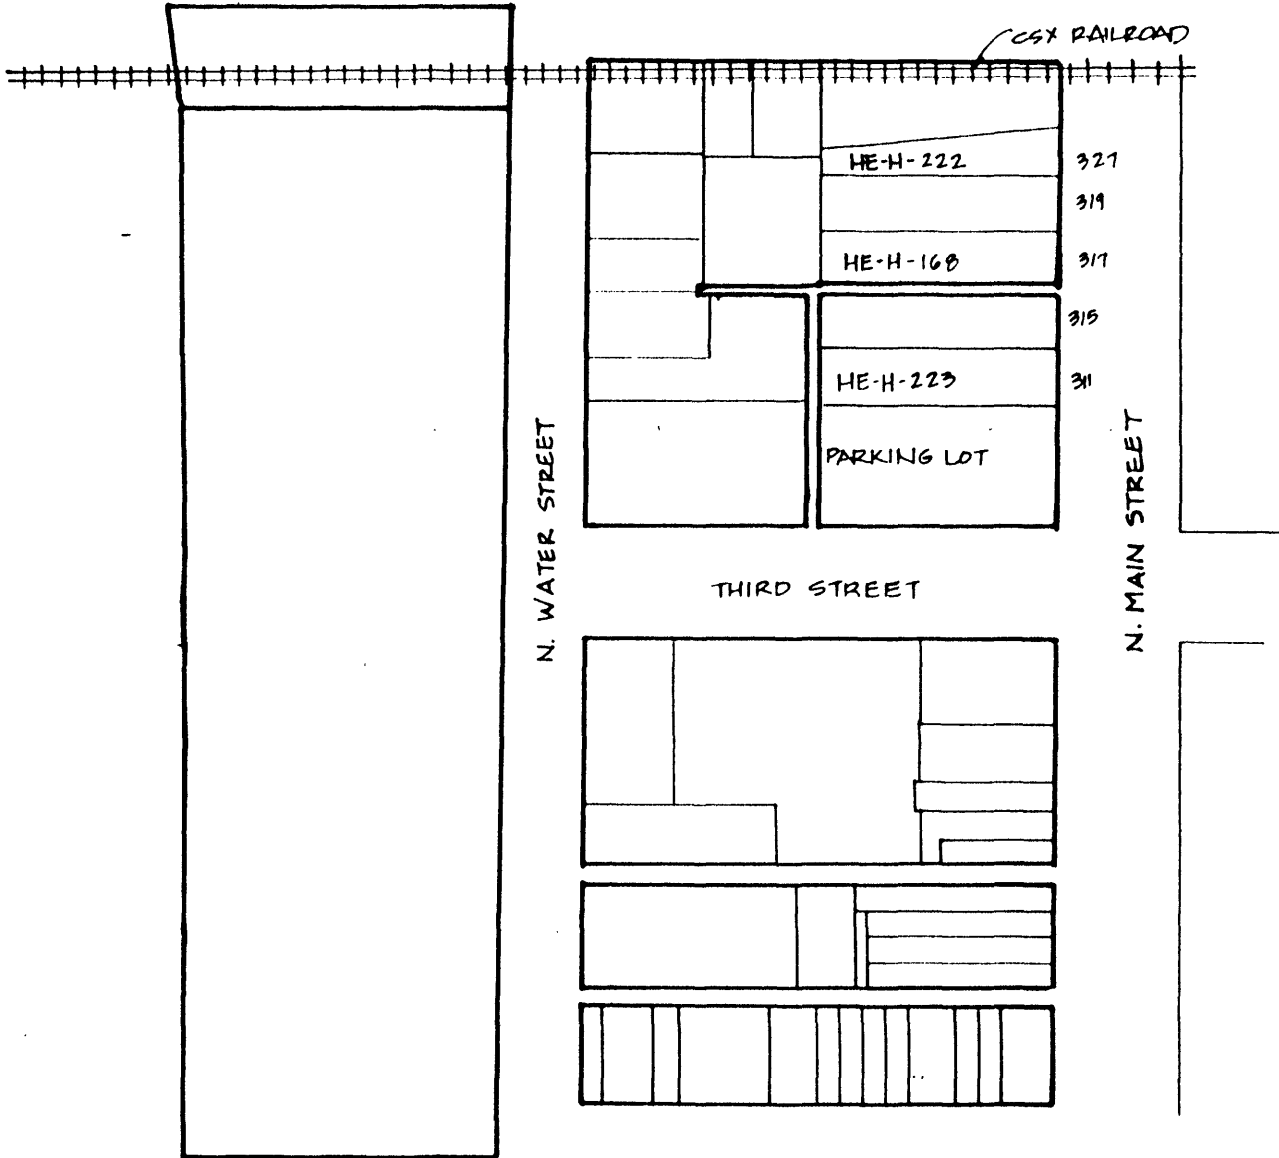 CSX RAILROAD
HE-H-222
327
319
HE-H-168
317
315
HE-H-223
311
PARKING LOT
N. WATER STREET
N. MAIN STREET
THIRD STREET